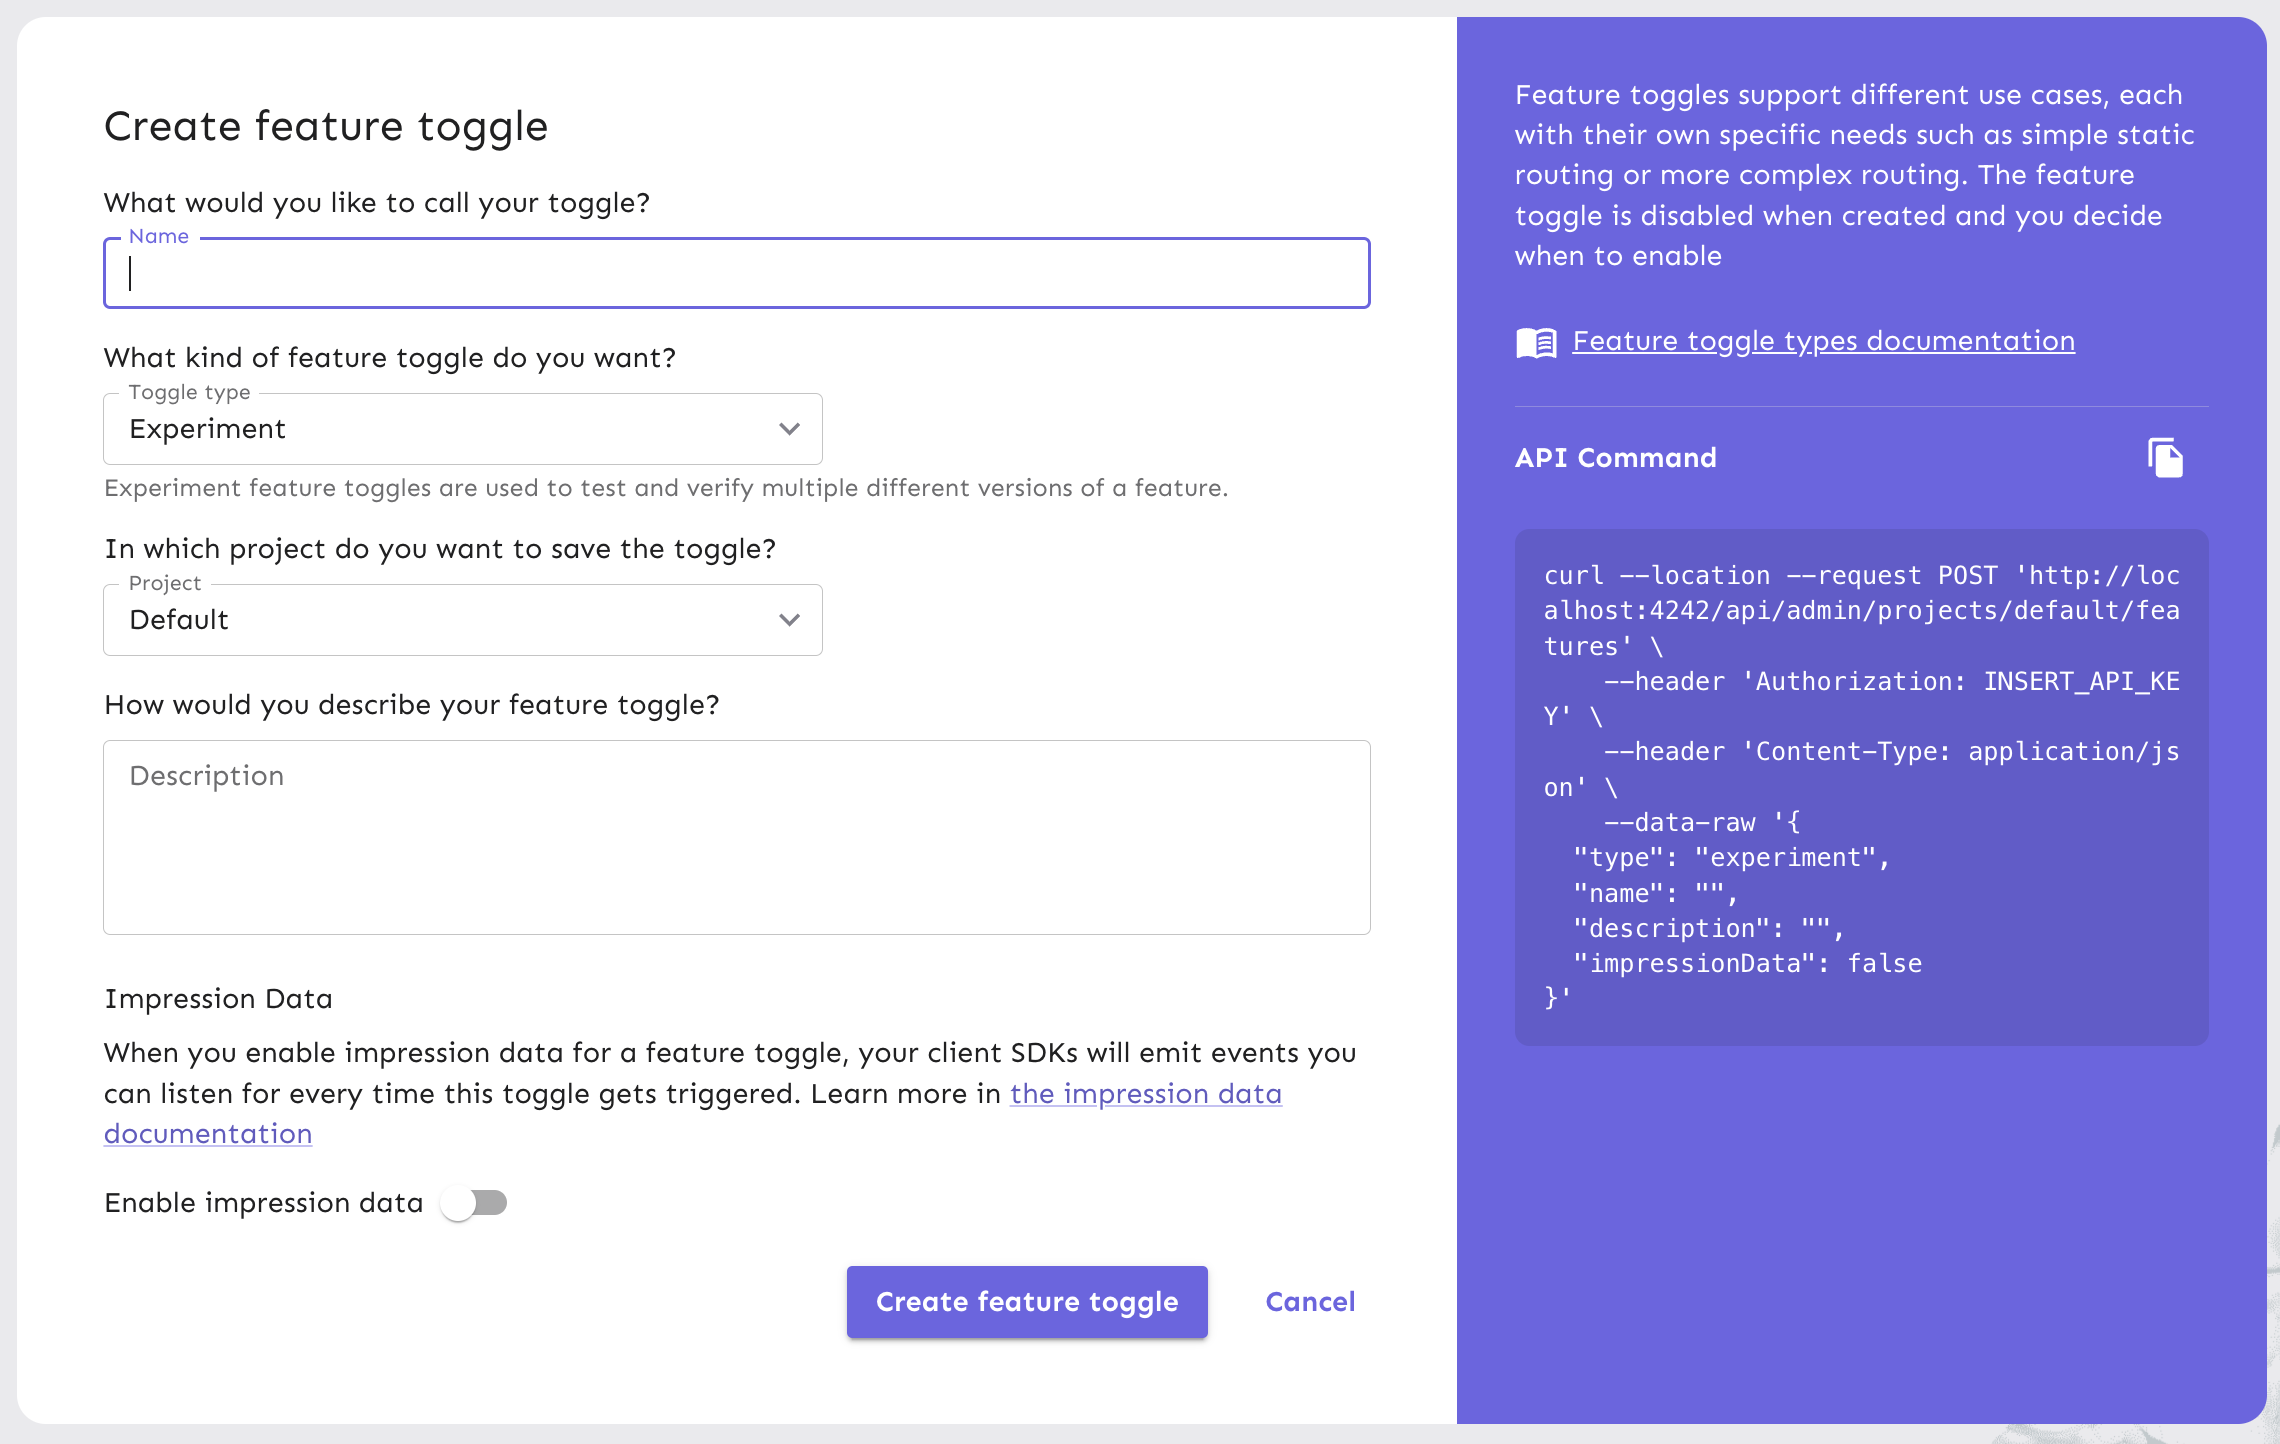 Create feature toggle
What would you like to call your toggle?
Name
What kind of feature toggle do you want?
Toggle type
Experiment
Experiment feature toggles are used to test and verify multiple different versions of a feature.
In which project do you want to save the toggle?
Project
Default
How would you describe your feature toggle?
Description
Impression Data
When you enable impression data for a feature toggle, your client SDKs will emit events you
can listen for every time this toggle gets triggered. Learn more in the impression data
documentation
Enable impression data
Create feature toggle
Cancel
Feature toggles support different use cases, each
with their own specific needs such as simple static
routing or more complex routing. The feature
toggle is disabled when created and you decide
when to enable
Feature toggle types documentation
API Command
curl --location --request POST 'http://loc
alhost:4242/api/admin/projects/default/fea
tures' \
    --header 'Authorization: INSERT_API_KE
Y' \
    --header 'Content-Type: application/js
on' \
    --data-raw '{
  "type": "experiment",
  "name": "",
  "description": "",
  "impressionData": false
}'